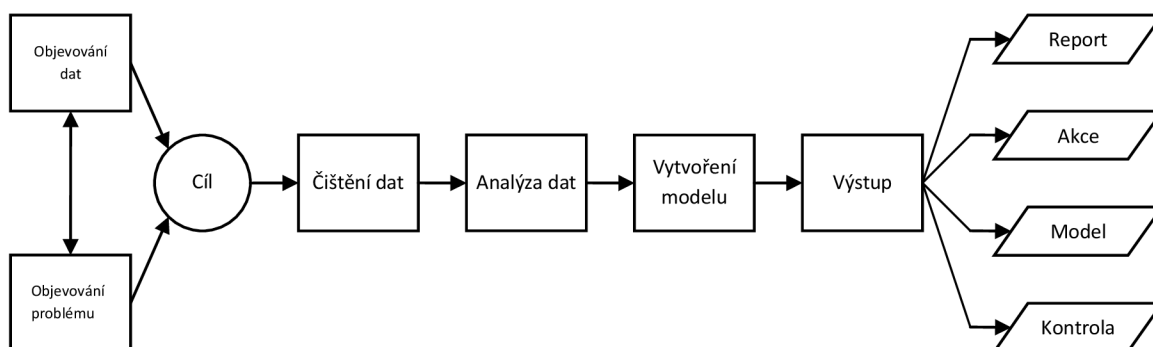 Objevování
dat
Objevování
problému
Cíl
Čištění dat
Analýza dat
Vytvoření
modelu
Výstup
Report
Akce
Model
Kontrola